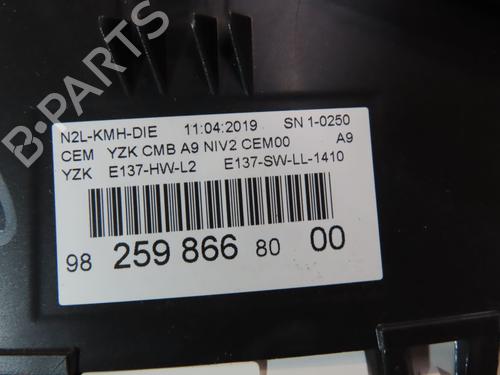 B-PARTS
N2L-KMH-DIE 11:04:2019 SN 1-0250
CEM YZK CMB A9 NIV2 CEM00 A9
YZK E137-HW-L2 E137-SW-LL-1410
98 259 866 80 00